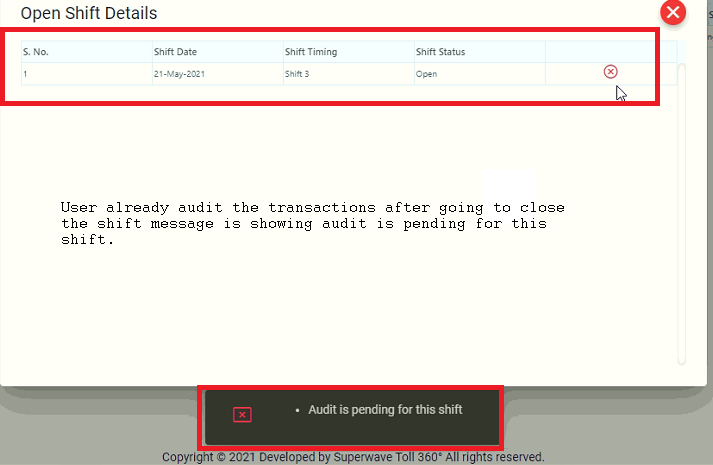 Open Shift Details
S. No. Shift Date Shift Timing Shift Status
1 21-May-2021 Shift 3 Open
User already audit the transactions after going to close
the shift message is showing audit is pending for this
shift.
• Audit is pending for this shift
Copyright © 2021 Developed by Superwave Toll 360° All rights reserved.